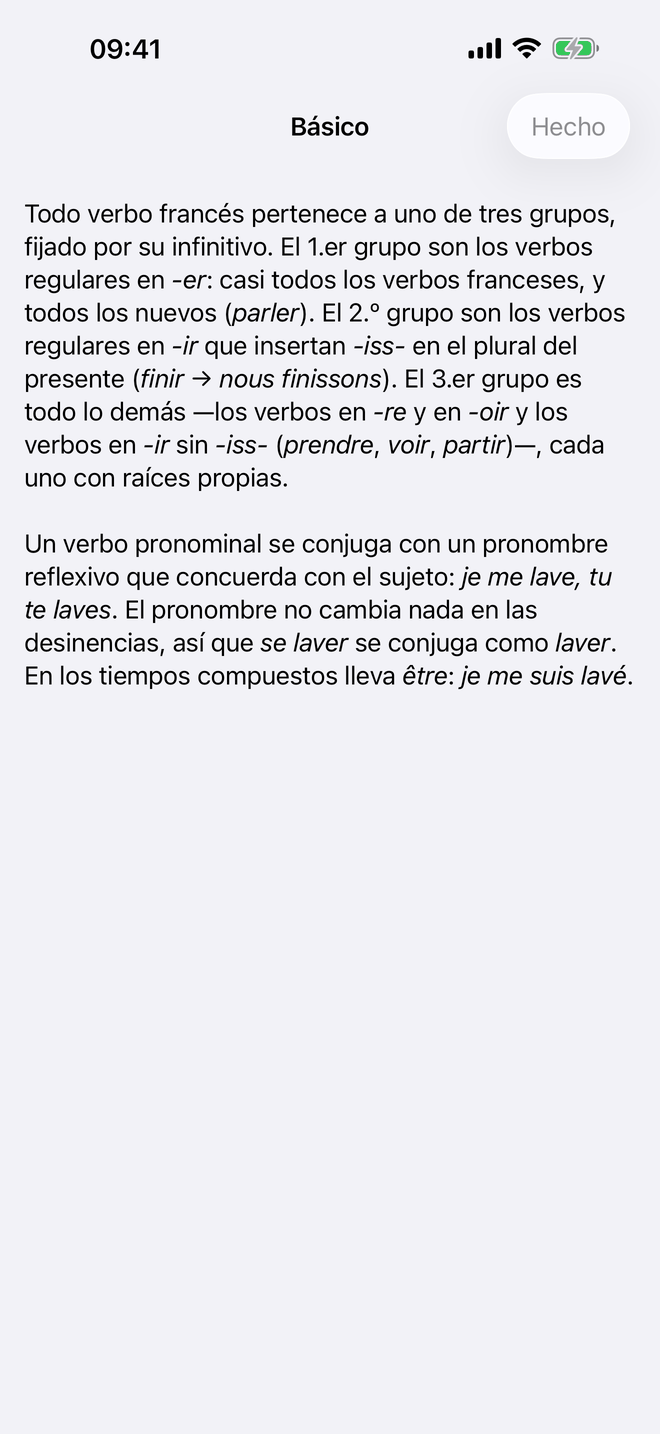 09:41
Básico
Hecho
Todo verbo francés pertenece a uno de tres grupos,
fijado por su infinitivo. El 1.er grupo son los verbos
regulares en -er: casi todos los verbos franceses, y
todos los nuevos (parler). El 2.º grupo son los verbos
regulares en -ir que insertan -iss- en el plural del
presente (finir → nous finissons). El 3.er grupo es
todo lo demás —los verbos en -re y en -oir y los
verbos en -ir sin -iss- (prendre, voir, partir)—, cada
uno con raíces propias.
Un verbo pronominal se conjuga con un pronombre
reflexivo que concuerda con el sujeto: je me lave, tu
te laves. El pronombre no cambia nada en las
desinencias, así que se laver se conjuga como laver.
En los tiempos compuestos lleva être: je me suis lavé.